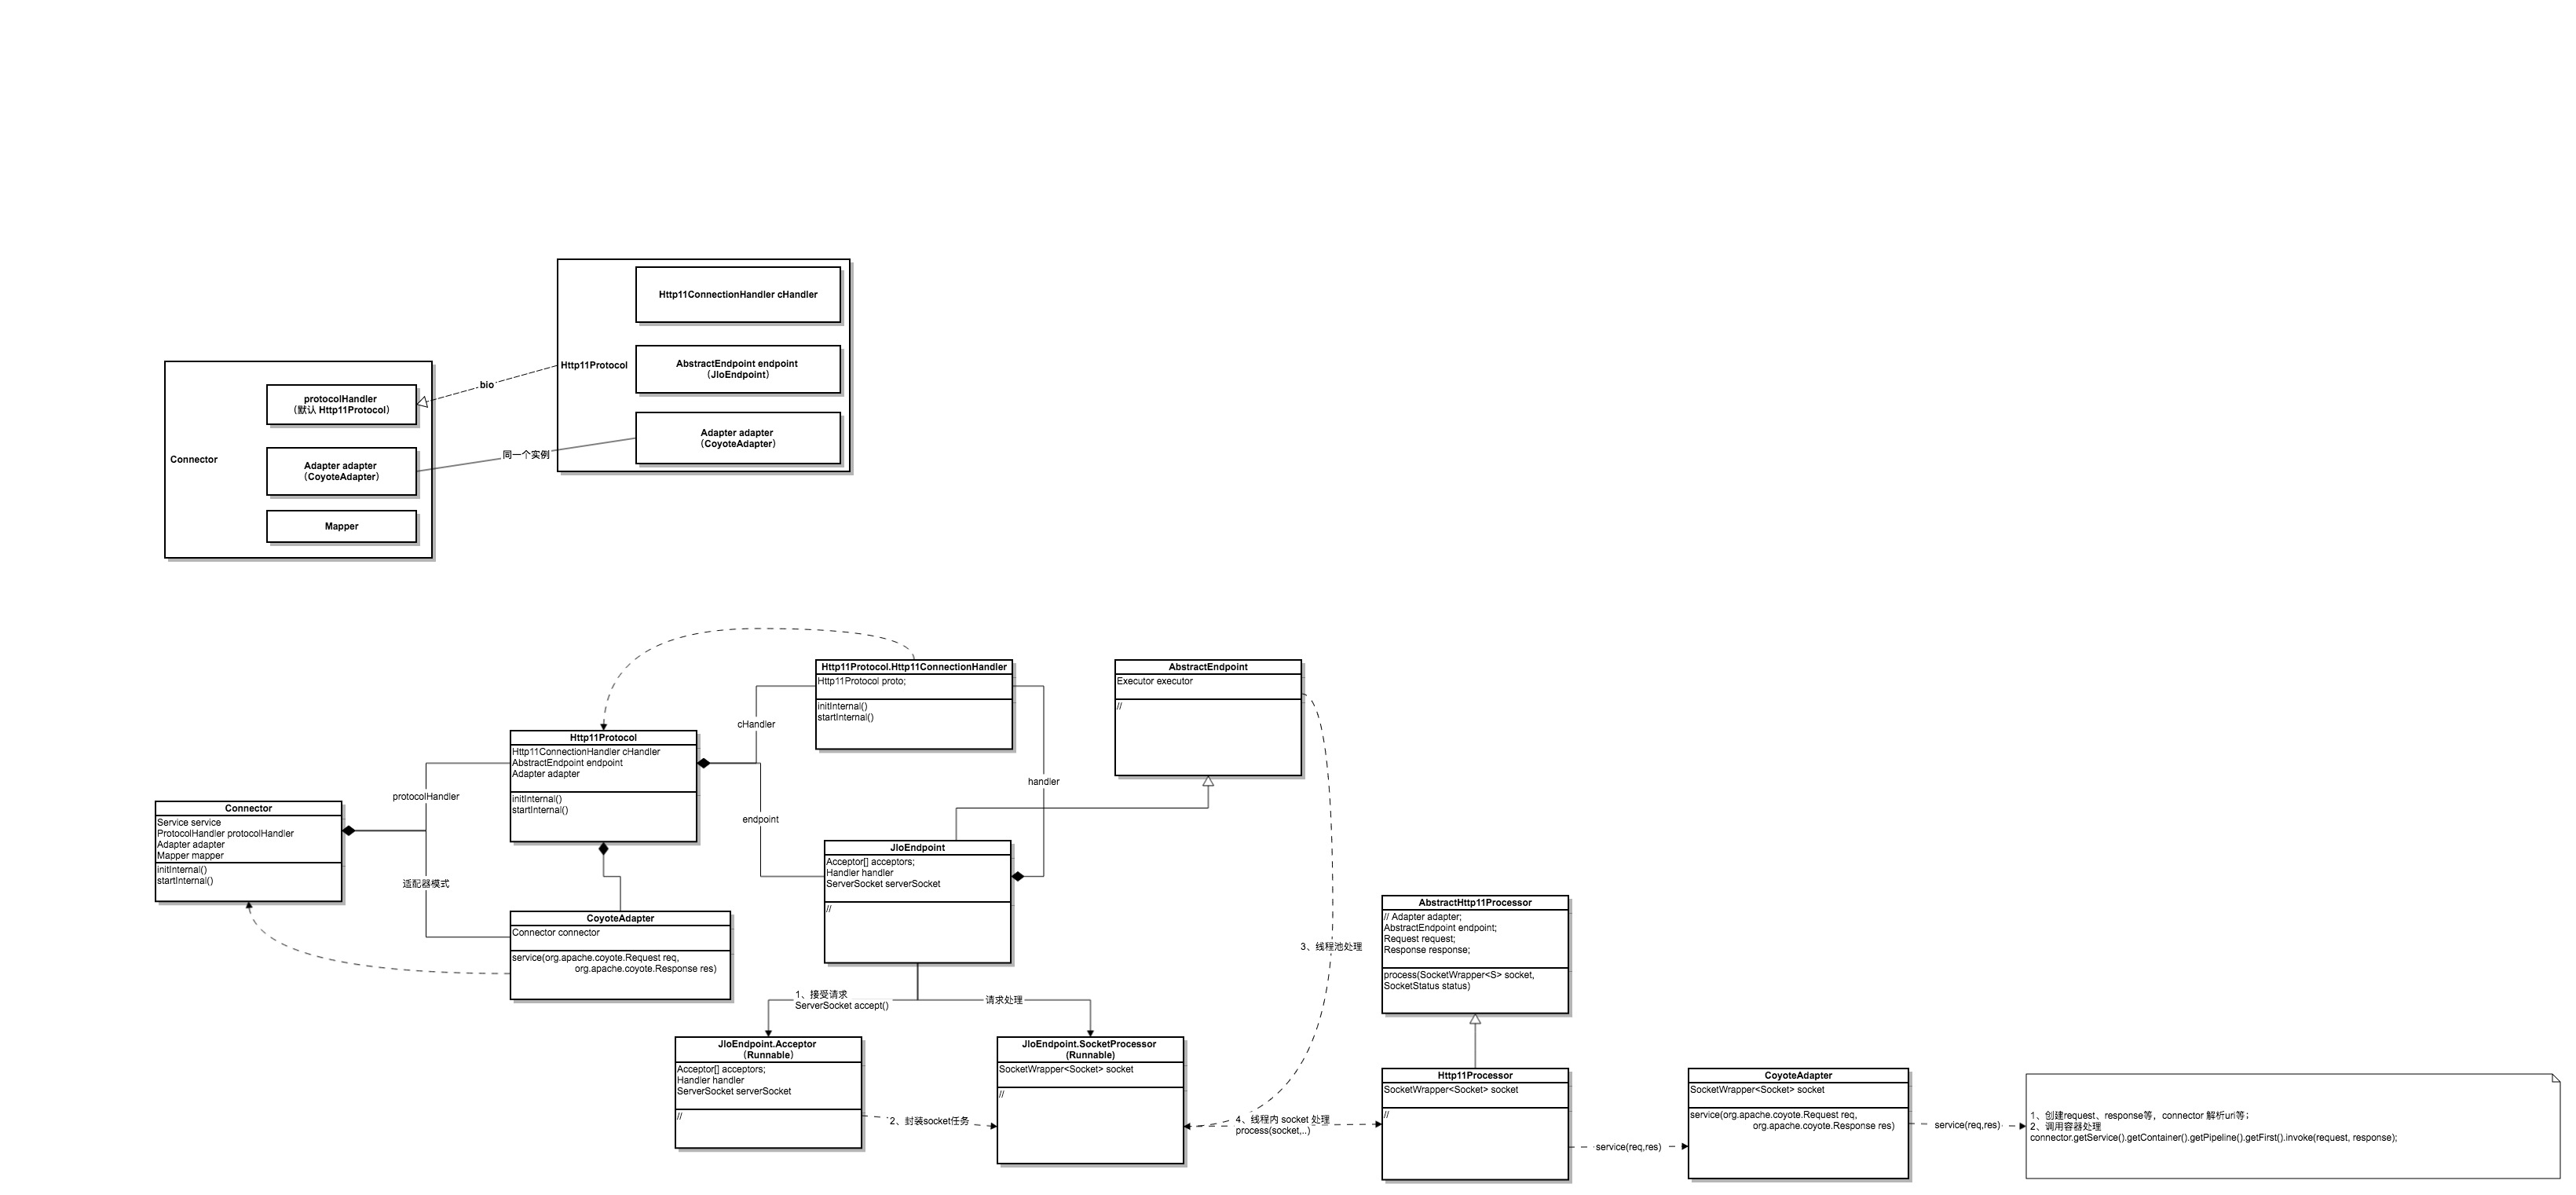 Http11ConnectionHandler cHandler
Http11Protocol
AbstractEndpoint endpoint
（JIoEndpoint）
Adapter adapter
（CoyoteAdapter）
bio
同一个实例
Connector
protocolHandler
（默认 Http11Protocol）
Adapter adapter
（CoyoteAdapter）
Mapper
Http11Protocol.Http11ConnectionHandler
Http11Protocol proto;
initInternal()
startInternal()
AbstractEndpoint
Executor executor
//
cHandler
Http11Protocol
Http11ConnectionHandler cHandler
AbstractEndpoint endpoint
Adapter adapter
initInternal()
startInternal()
handler
protocolHandler
endpoint
Connector
Service service
ProtocolHandler protocolHandler
Adapter adapter
Mapper mapper
initInternal()
startInternal()
适配器模式
JIoEndpoint
Acceptor[] acceptors;
Handler handler
ServerSocket serverSocket
//
CoyoteAdapter
Connector connector
service(org.apache.coyote.Request req,
org.apache.coyote.Response res)
3、线程池处理
AbstractHttp11Processor
// Adapter adapter;
AbstractEndpoint endpoint;
Request request;
Response response;
process(SocketWrapper<S> socket,
SocketStatus status)
1、接受请求
ServerSocket accept()
请求处理
JIoEndpoint.Acceptor
（Runnable）
Acceptor[] acceptors;
Handler handler
ServerSocket serverSocket
//
2、封装socket任务
JIoEndpoint.SocketProcessor
(Runnable)
SocketWrapper<Socket> socket
//
4、线程内 socket 处理
process(socket,..)
Http11Processor
SocketWrapper<Socket> socket
//
service(req,res)
CoyoteAdapter
SocketWrapper<Socket> socket
service(org.apache.coyote.Request req,
org.apache.coyote.Response res)
service(req,res)
1、创建request、response等，connector 解析url等；
2、调用容器处理
connector.getService().getContainer().getPipeline().getFirst().invoke(request, response);